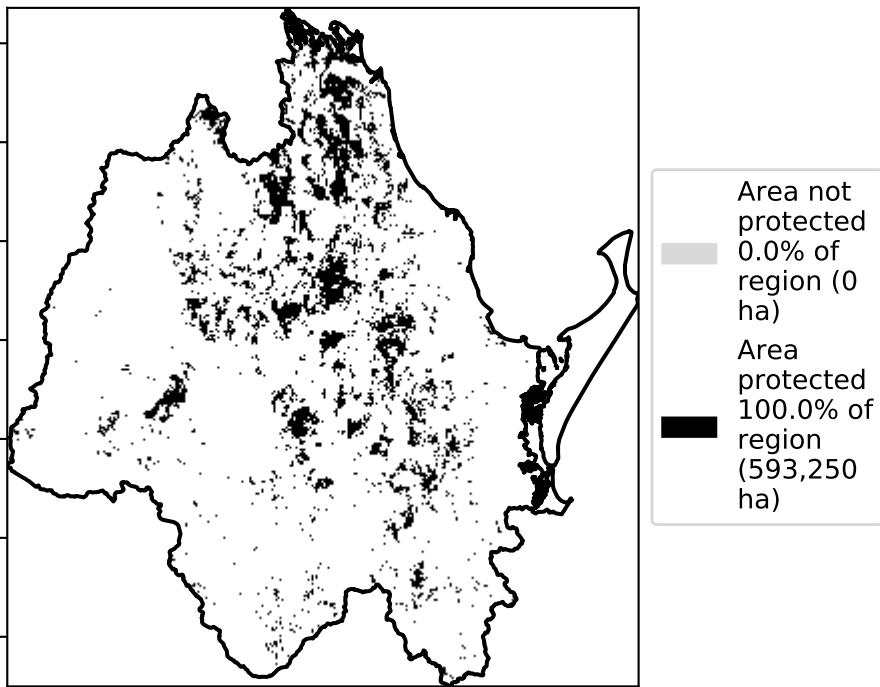 Area not
protected
0.0% of
region (0
ha)
Area
protected
100.0% of
region
(593,250
ha)